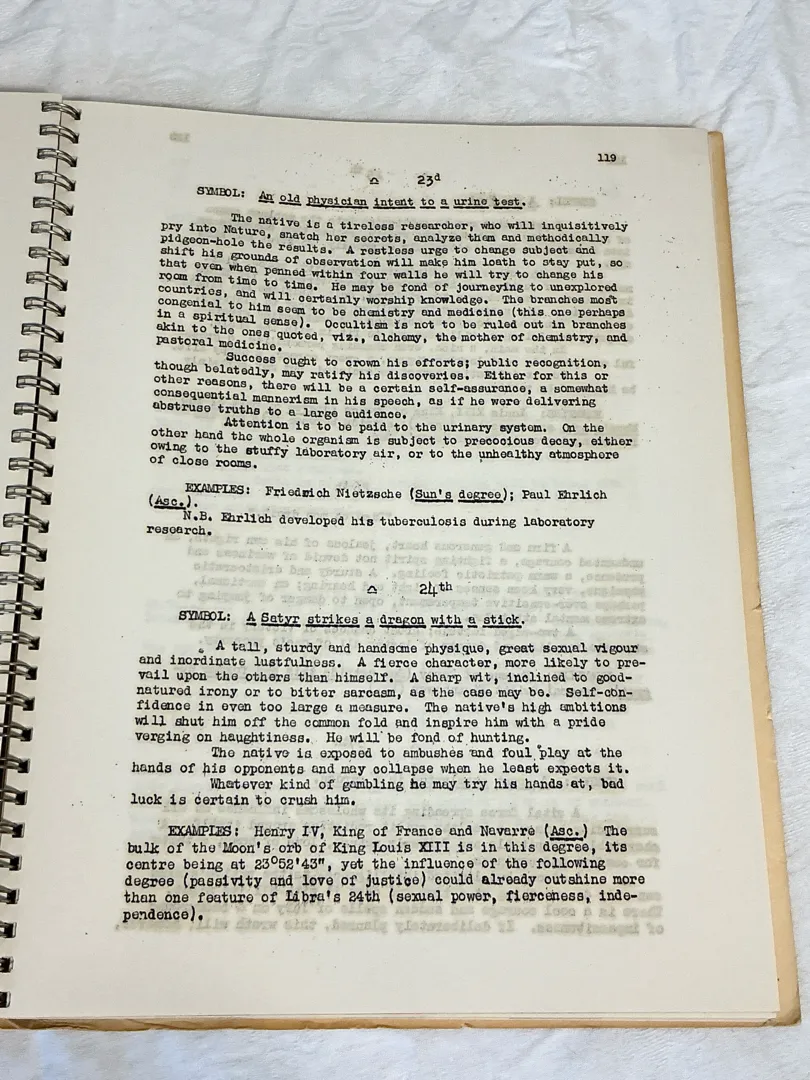 119
♎ 23d
SYMBOL: An old physician intent to a urine test.
The native is a tireless researcher, who will inquisitively
pry into Nature, snatch her secrets, analyze them and methodically
pidgeon-hole the results. A restless urge to change subject and
shift his grounds of observation will make him loath to stay put, so
that even when penned within four walls he will try to change his
room from time to time. He may be fond of journeying to unexplored
countries, and will certainly worship knowledge. The branches most
congenial to him seem to be chemistry and medicine (this one perhaps
in a spiritual sense). Occultism is not to be ruled out in branches
akin to the ones quoted, viz., alchemy, the mother of chemistry, and
pastoral medicine.
Success ought to crown his efforts; public recognition,
though belatedly, may ratify his discoveries. Either for this or
other reasons, there will be a certain self-assurance, a somewhat
consequential mannerism in his speech, as if he were delivering
abstruse truths to a large audience.
Attention is to be paid to the urinary system. On the
other hand the whole organism is subject to precocious decay, either
owing to the stuffy laboratory air, or to the unhealthy atmosphere
of close rooms.
EXAMPLES: Friedrich Nietzsche (Sun's degree); Paul Ehrlich
(Asc.).
N.B. Ehrlich developed his tuberculosis during laboratory
research.
♎ 24th
SYMBOL: A Satyr strikes a dragon with a stick.
A tall, sturdy and handsome physique, great sexual vigour
and inordinate lustfulness. A fierce character, more likely to pre-
vail upon the others than himself. A sharp wit, inclined to good-
natured irony or to bitter sarcasm, as the case may be. Self-con-
fidence in even too large a measure. The native's high ambitions
will shut him off the common fold and inspire him with a pride
verging on haughtiness. He will be fond of hunting.
The native is exposed to ambushes and foul play at the
hands of his opponents and may collapse when he least expects it.
Whatever kind of gambling he may try his hands at, bad
luck is certain to crush him.
EXAMPLES: Henry IV, King of France and Navarre (Asc.) The
bulk of the Moon's orb of King Louis XIII is in this degree, its
centre being at 23°52'43", yet the influence of the following
degree (passivity and love of justice) could already outshine more
than one feature of Libra's 24th (sexual power, fierceness, inde-
pendence).